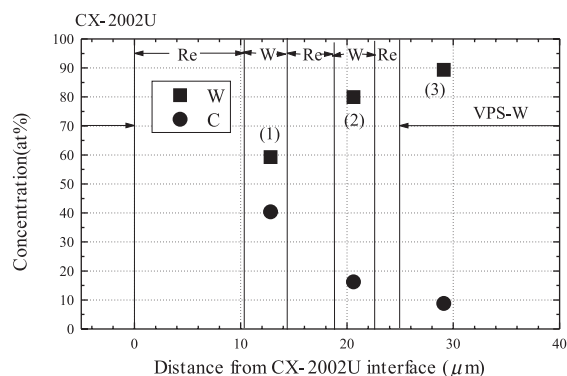 CX-2002U
Re W Re W Re
W
C
(1)
(2)
(3)
VPS-W
Concentration(at%)
100
90
80
70
60
50
40
30
20
10
0
0 10 20 30 40
Distance from CX-2002U interface (μm)